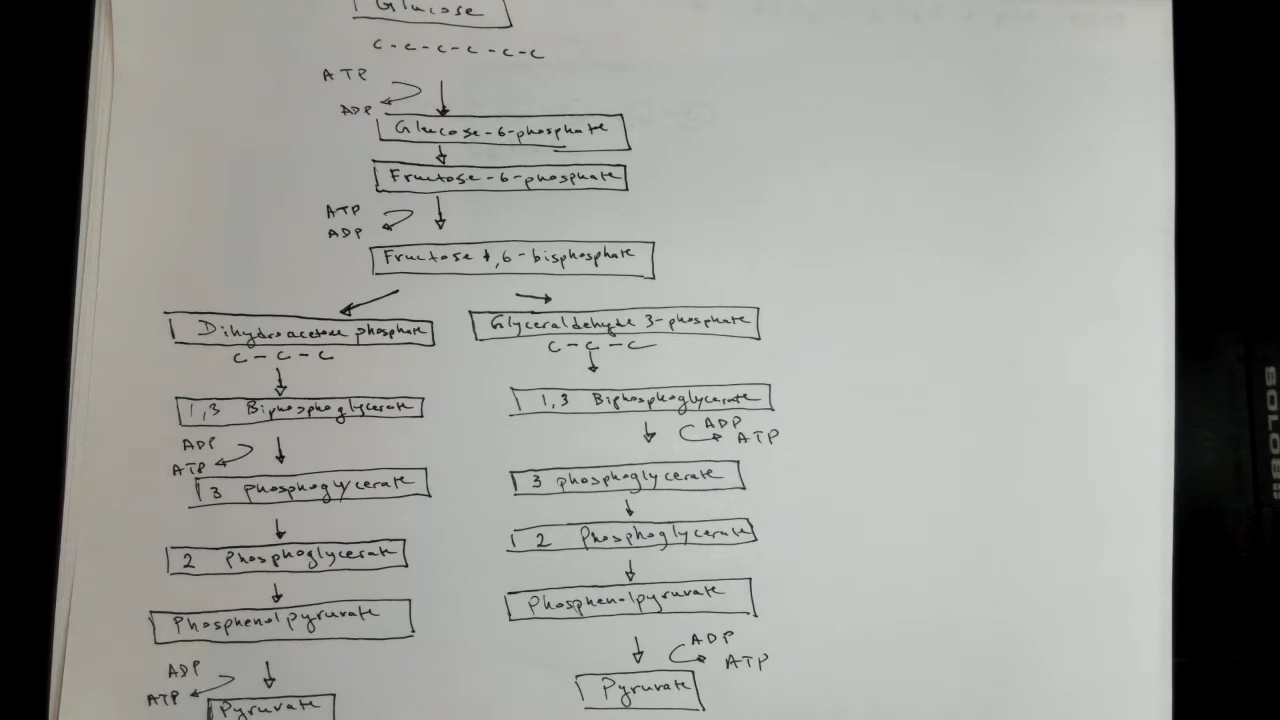 Glucose
C-C-C-C-C-C
ATP
ADP
Glucose-6-phosphate
Fructose-6-phosphate
ATP
ADP
Fructose 1,6-bisphosphate
Dihydroacetone phosphate
Glyceraldehyde 3-phosphate
C-C-C
C-C-C
1,3 Biphosphoglycerate
1,3 Biphosphoglycerate
ADP
ATP
ADP
ATP
3 phosphoglycerate
3 phosphoglycerate
2 Phosphoglycerate
2 Phosphoglycerate
Phosphenolpyruvate
Phosphenolpyruvate
ADP
ATP
ADP
ATP
Pyruvate
Pyruvate